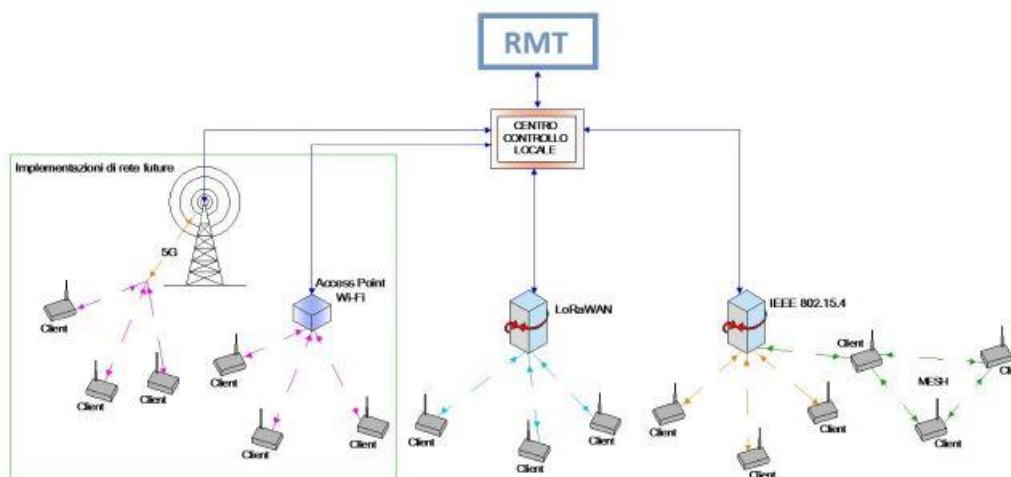 RMT
CENTRO
CONTROLLO
LOCALE
Implementazioni di rete future
5G
Access Point
Wi-Fi
LoRaWAN
IEEE 802.15.4
Client
Client
Client
Client
Client
Client
Client
Client
Client
Client
Client
Client
Client
MESH
Client
Client
Client